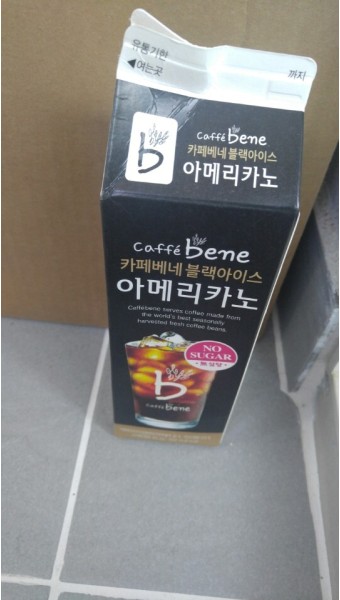 유통기한
◀여는곳
까지
b
Caffé bene
카페베네 블랙아이스
아메리카노
Caffé bene
카페베네 블랙아이스
아메리카노
Caffébene serves coffee made from
the world's best seasonally
harvested fresh coffee beans.
NO
SUGAR
b
Caffé bene